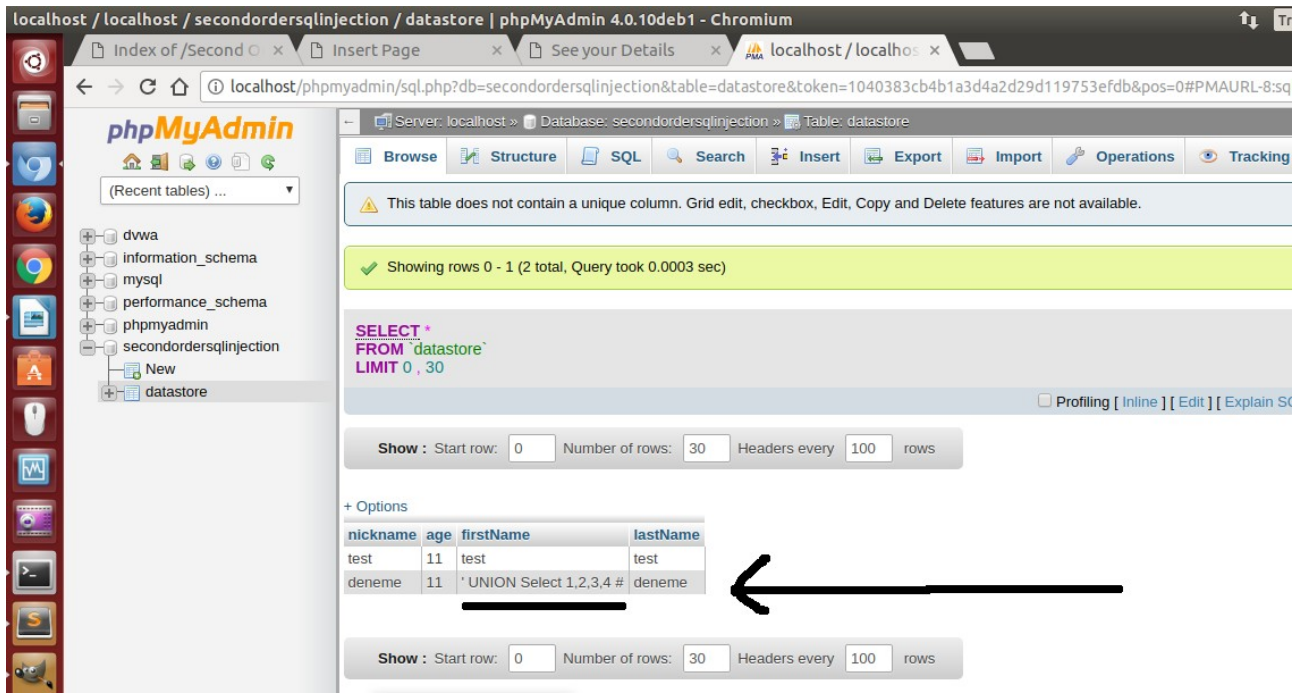 localhost / localhost / secondordersqlinjection / datastore | phpMyAdmin 4.0.10deb1 - Chromium
Index of /Second O
Insert Page
See your Details
localhost / localhos
localhost/phpmyadmin/sql.php?db=secondordersqlinjection&table=datastore&token=1040383cb4b1a3d4a2d29d119753efdb&pos=0#PMAURL-8:sq
phpMyAdmin
(Recent tables) ...
dvwa
information_schema
mysql
performance_schema
phpmyadmin
secondordersqlinjection
New
datastore
Server: localhost » Database: secondordersqlinjection » Table: datastore
Browse Structure SQL Search Insert Export Import Operations Tracking
This table does not contain a unique column. Grid edit, checkbox, Edit, Copy and Delete features are not available.
Showing rows 0 - 1 (2 total, Query took 0.0003 sec)
SELECT *
FROM `datastore`
LIMIT 0 , 30
Profiling [ Inline ] [ Edit ] [ Explain SQ
Show : Start row: 0 Number of rows: 30 Headers every 100 rows
+ Options
nickname age firstName lastName
test 11 test test
deneme 11 ' UNION Select 1,2,3,4 # deneme
Show : Start row: 0 Number of rows: 30 Headers every 100 rows